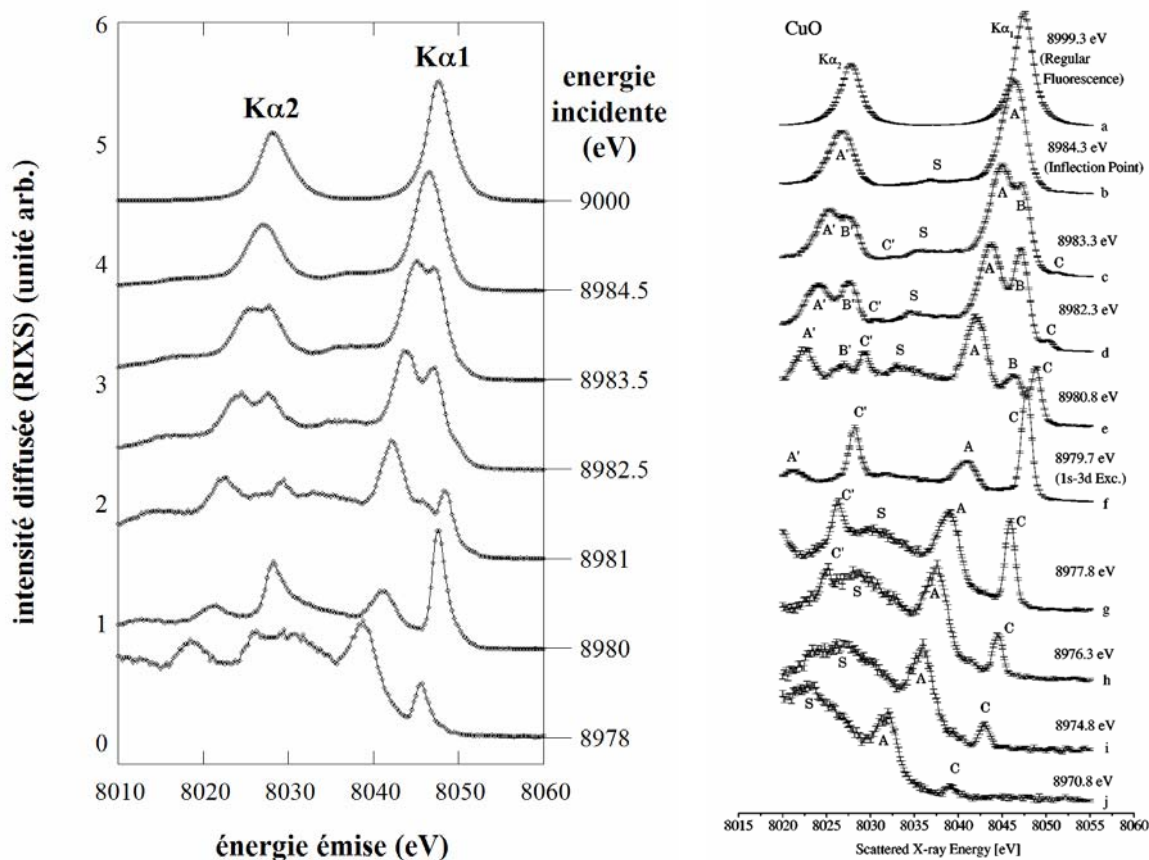 6
5
4
3
2
1
0
intensité diffusée (RIXS) (unité arb.)
Kα1
Kα2
energie
incidente
(eV)
9000
8984.5
8983.5
8982.5
8981
8980
8978
8010 8020 8030 8040 8050 8060
énergie émise (eV)
CuO
Kα1
Kα2
8999.3 eV
(Regular
Fluorescence)
a
A
8984.3 eV
(Inflection Point)
A'
S
b
A
B
8983.3 eV
A'
B'
C'
S
C
c
A
B
8982.3 eV
A'
B'
C'
S
C
d
A'
B'
C'
S
A
B
C
8980.8 eV
e
C'
C
8979.7 eV
(1s-3d Exc.)
A'
A
f
C'
S
A
C
8977.8 eV
g
C'
S
A
C
8976.3 eV
h
S
A
C
8974.8 eV
i
S
A
C
8970.8 eV
j
8015 8020 8025 8030 8035 8040 8045 8050 8055 8060
Scattered X-ray Energy [eV]